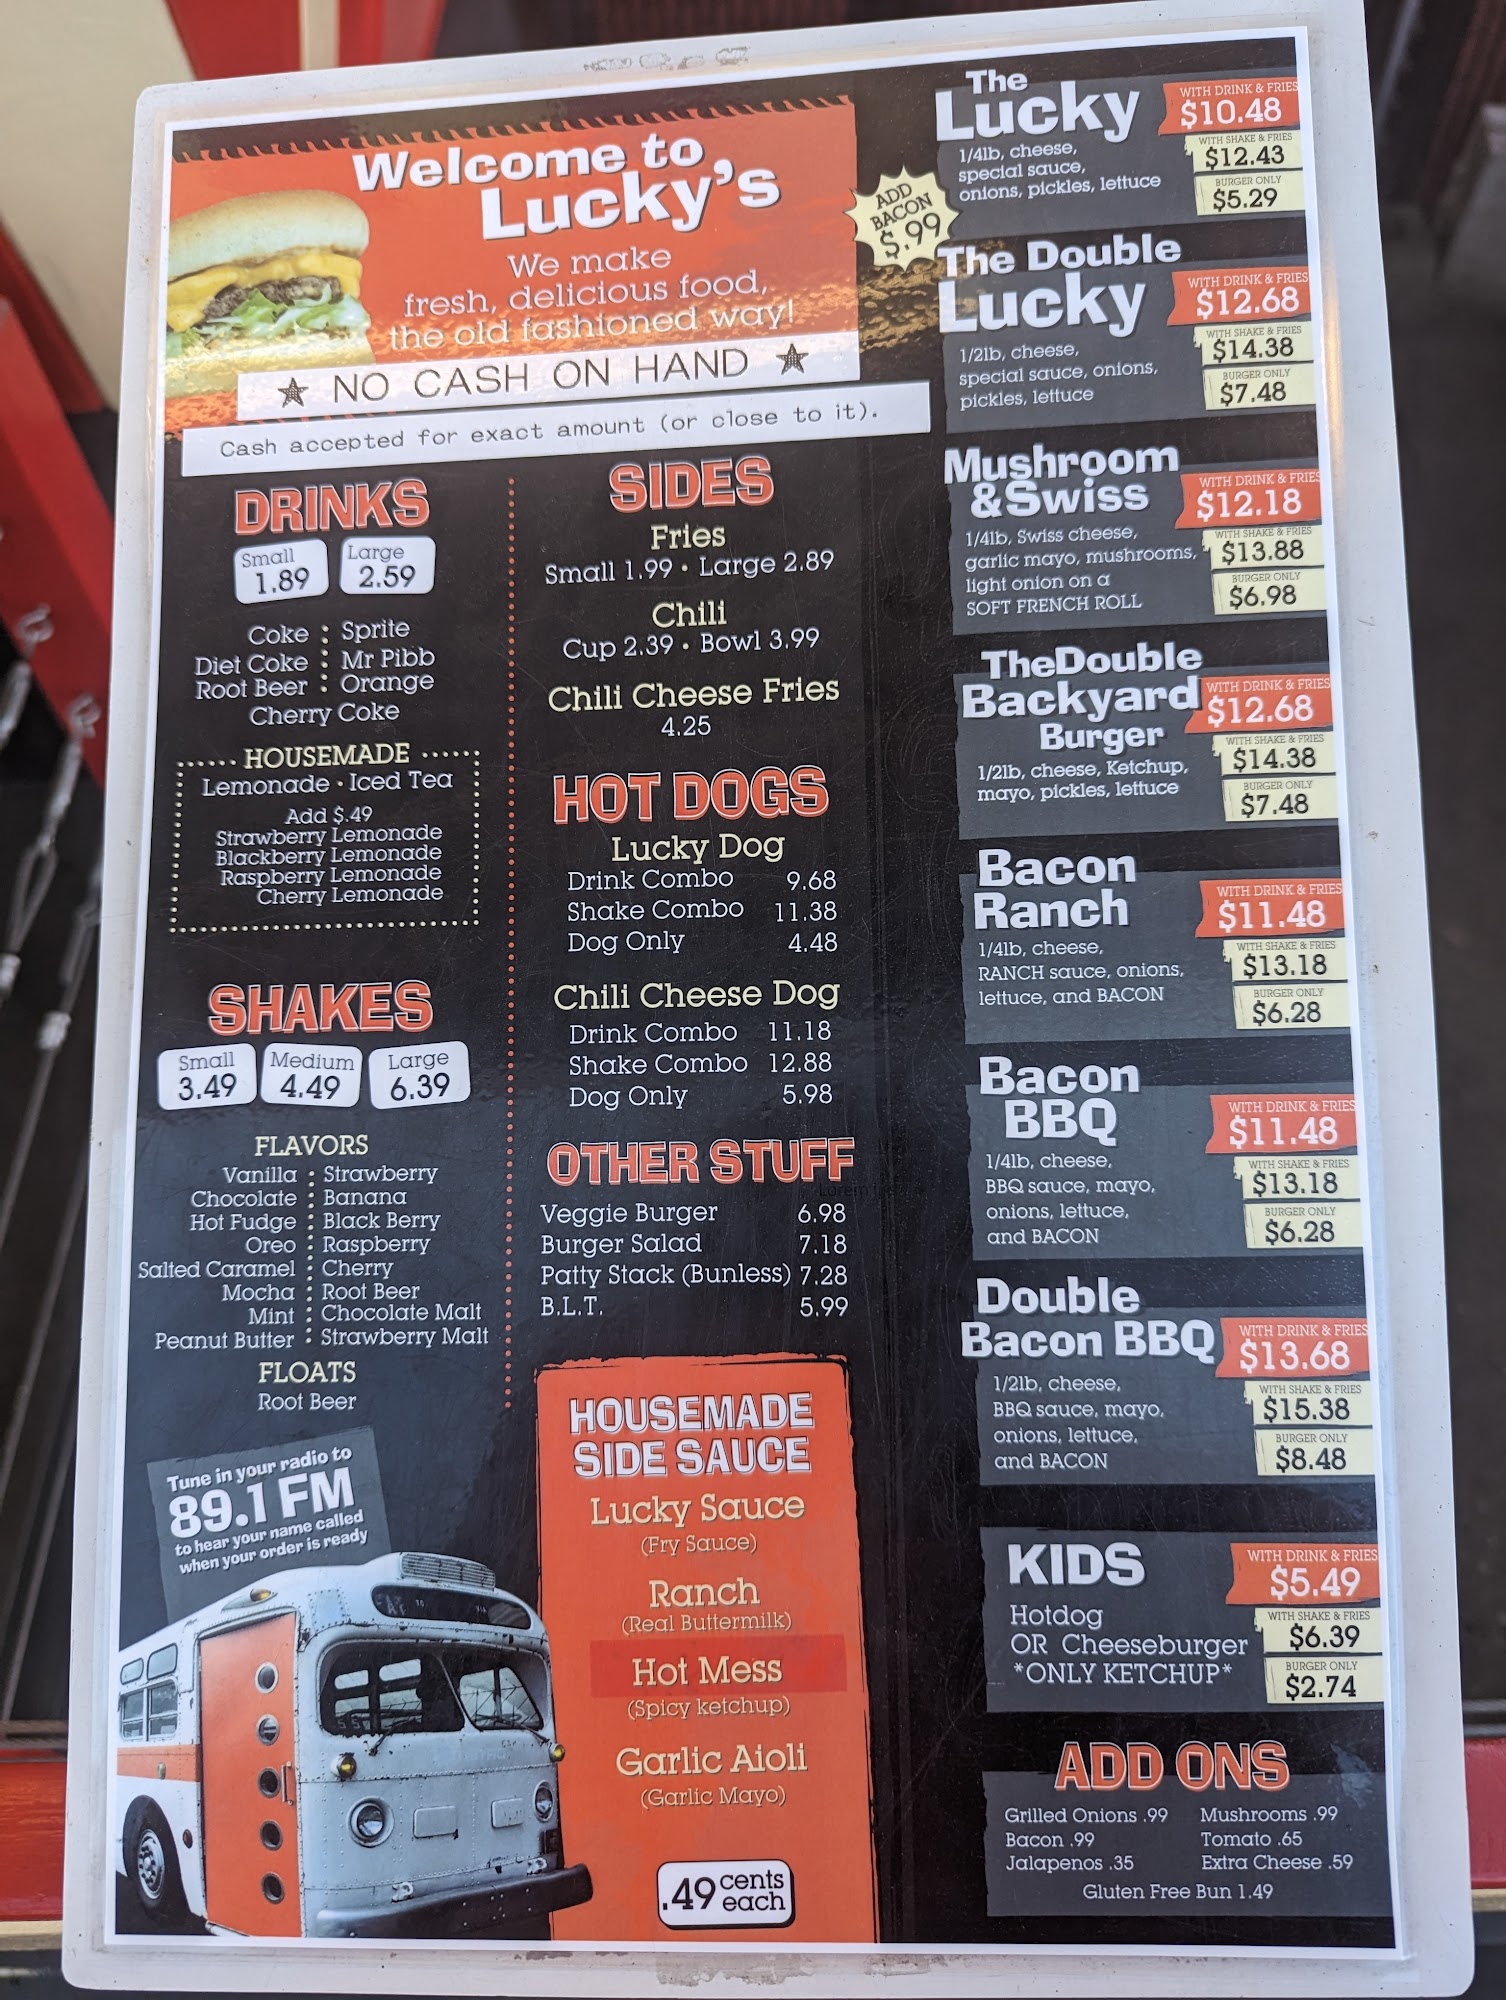 Welcome to
Lucky's
We make
fresh, delicious food,
the old fashioned way!
★ NO CASH ON HAND ★
Cash accepted for exact amount (or close to it).
DRINKS
Small
1.89
Large
2.59
Coke : Sprite
Diet Coke : Mr Pibb
Root Beer : Orange
Cherry Coke
HOUSEMADE
Lemonade · Iced Tea
Add $.49
Strawberry Lemonade
Blackberry Lemonade
Raspberry Lemonade
Cherry Lemonade
SHAKES
Small
3.49
Medium
4.49
Large
6.39
FLAVORS
Vanilla : Strawberry
Chocolate : Banana
Hot Fudge : Black Berry
Oreo : Raspberry
Salted Caramel : Cherry
Mocha : Root Beer
Mint : Chocolate Malt
Peanut Butter : Strawberry Malt
FLOATS
Root Beer
Tune in your radio to
89.1 FM
to hear your name called
when your order is ready
SIDES
Fries
Small 1.99 · Large 2.89
Chili
Cup 2.39 · Bowl 3.99
Chili Cheese Fries
4.25
HOT DOGS
Lucky Dog
Drink Combo 9.68
Shake Combo 11.38
Dog Only 4.48
Chili Cheese Dog
Drink Combo 11.18
Shake Combo 12.88
Dog Only 5.98
OTHER STUFF
Veggie Burger 6.98
Burger Salad 7.18
Patty Stack (Bunless) 7.28
B.L.T. 5.99
HOUSEMADE
SIDE SAUCE
Lucky Sauce
(Fry Sauce)
Ranch
(Real Buttermilk)
Hot Mess
(Spicy ketchup)
Garlic Aioli
(Garlic Mayo)
.49 cents
each
ADD
BACON
$.99
The
Lucky
1/4lb, cheese,
special sauce,
onions, pickles, lettuce
WITH DRINK & FRIES
$10.48
WITH SHAKE & FRIES
$12.43
BURGER ONLY
$5.29
The Double
Lucky
1/2lb, cheese,
special sauce, onions,
pickles, lettuce
WITH DRINK & FRIES
$12.68
WITH SHAKE & FRIES
$14.38
BURGER ONLY
$7.48
Mushroom
&Swiss
1/4lb, Swiss cheese,
garlic mayo, mushrooms,
light onion on a
SOFT FRENCH ROLL
WITH DRINK & FRIES
$12.18
WITH SHAKE & FRIES
$13.88
BURGER ONLY
$6.98
TheDouble
Backyard
Burger
1/2lb, cheese, Ketchup,
mayo, pickles, lettuce
WITH DRINK & FRIES
$12.68
WITH SHAKE & FRIES
$14.38
BURGER ONLY
$7.48
Bacon
Ranch
1/4lb, cheese,
RANCH sauce, onions,
lettuce, and BACON
WITH DRINK & FRIES
$11.48
WITH SHAKE & FRIES
$13.18
BURGER ONLY
$6.28
Bacon
BBQ
1/4lb, cheese,
BBQ sauce, mayo,
onions, lettuce,
and BACON
WITH DRINK & FRIES
$11.48
WITH SHAKE & FRIES
$13.18
BURGER ONLY
$6.28
Double
Bacon BBQ
1/2lb, cheese,
BBQ sauce, mayo,
onions, lettuce,
and BACON
WITH DRINK & FRIES
$13.68
WITH SHAKE & FRIES
$15.38
BURGER ONLY
$8.48
KIDS
Hotdog
OR Cheeseburger
*ONLY KETCHUP*
WITH DRINK & FRIES
$5.49
WITH SHAKE & FRIES
$6.39
BURGER ONLY
$2.74
ADD ONS
Grilled Onions .99 Mushrooms .99
Bacon .99 Tomato .65
Jalapenos .35 Extra Cheese .59
Gluten Free Bun 1.49